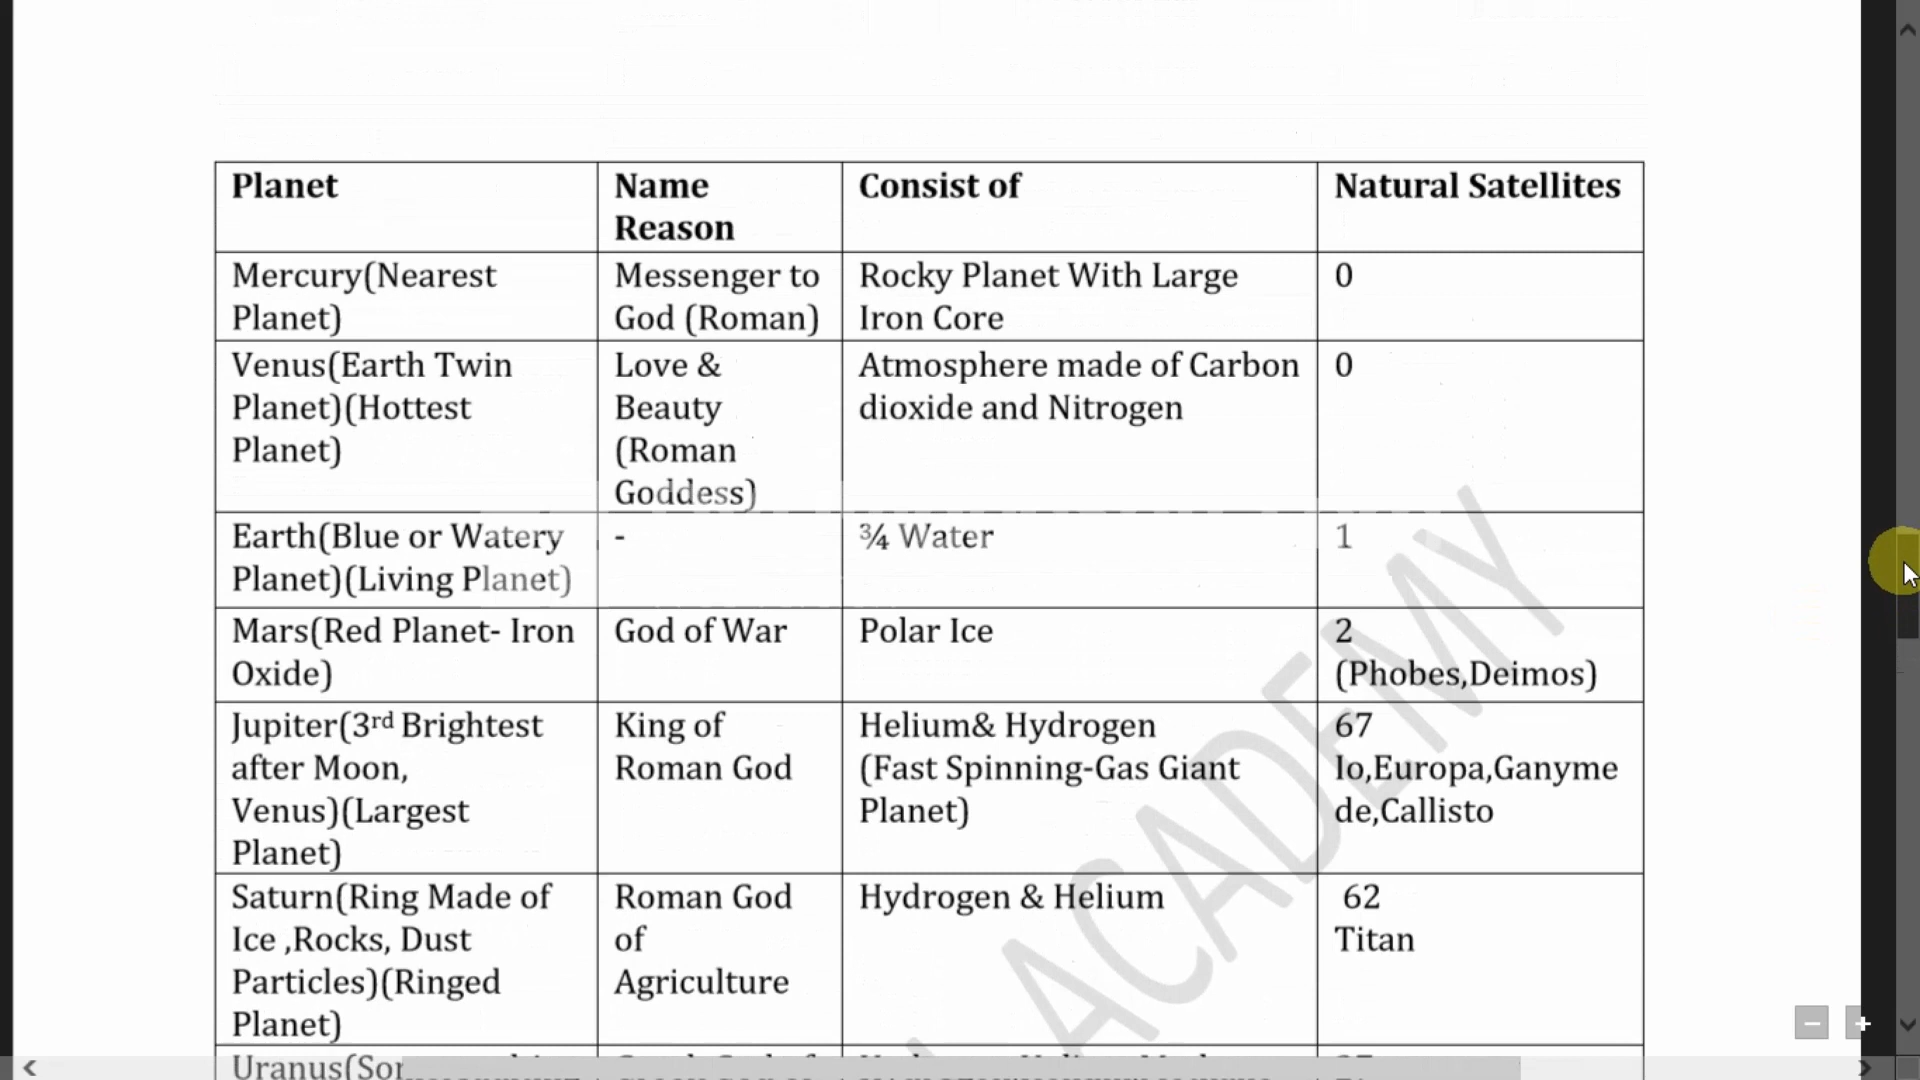 Planet
Name
Reason
Consist of
Natural Satellites
Mercury(Nearest
Planet)
Messenger to
God (Roman)
Rocky Planet With Large
Iron Core
0
Venus(Earth Twin
Planet)(Hottest
Planet)
Love &
Beauty
(Roman
Goddess)
Atmosphere made of Carbon
dioxide and Nitrogen
0
Earth(Blue or Watery
Planet)(Living Planet)
-
¾ Water
1
Mars(Red Planet- Iron
Oxide)
God of War
Polar Ice
2
(Phobes,Deimos)
Jupiter(3rd Brightest
after Moon,
Venus)(Largest
Planet)
King of
Roman God
Helium& Hydrogen
(Fast Spinning-Gas Giant
Planet)
67
Io,Europa,Ganyme
de,Callisto
Saturn(Ring Made of
Ice ,Rocks, Dust
Particles)(Ringed
Planet)
Roman God
of
Agriculture
Hydrogen & Helium
62
Titan
ACADEMY